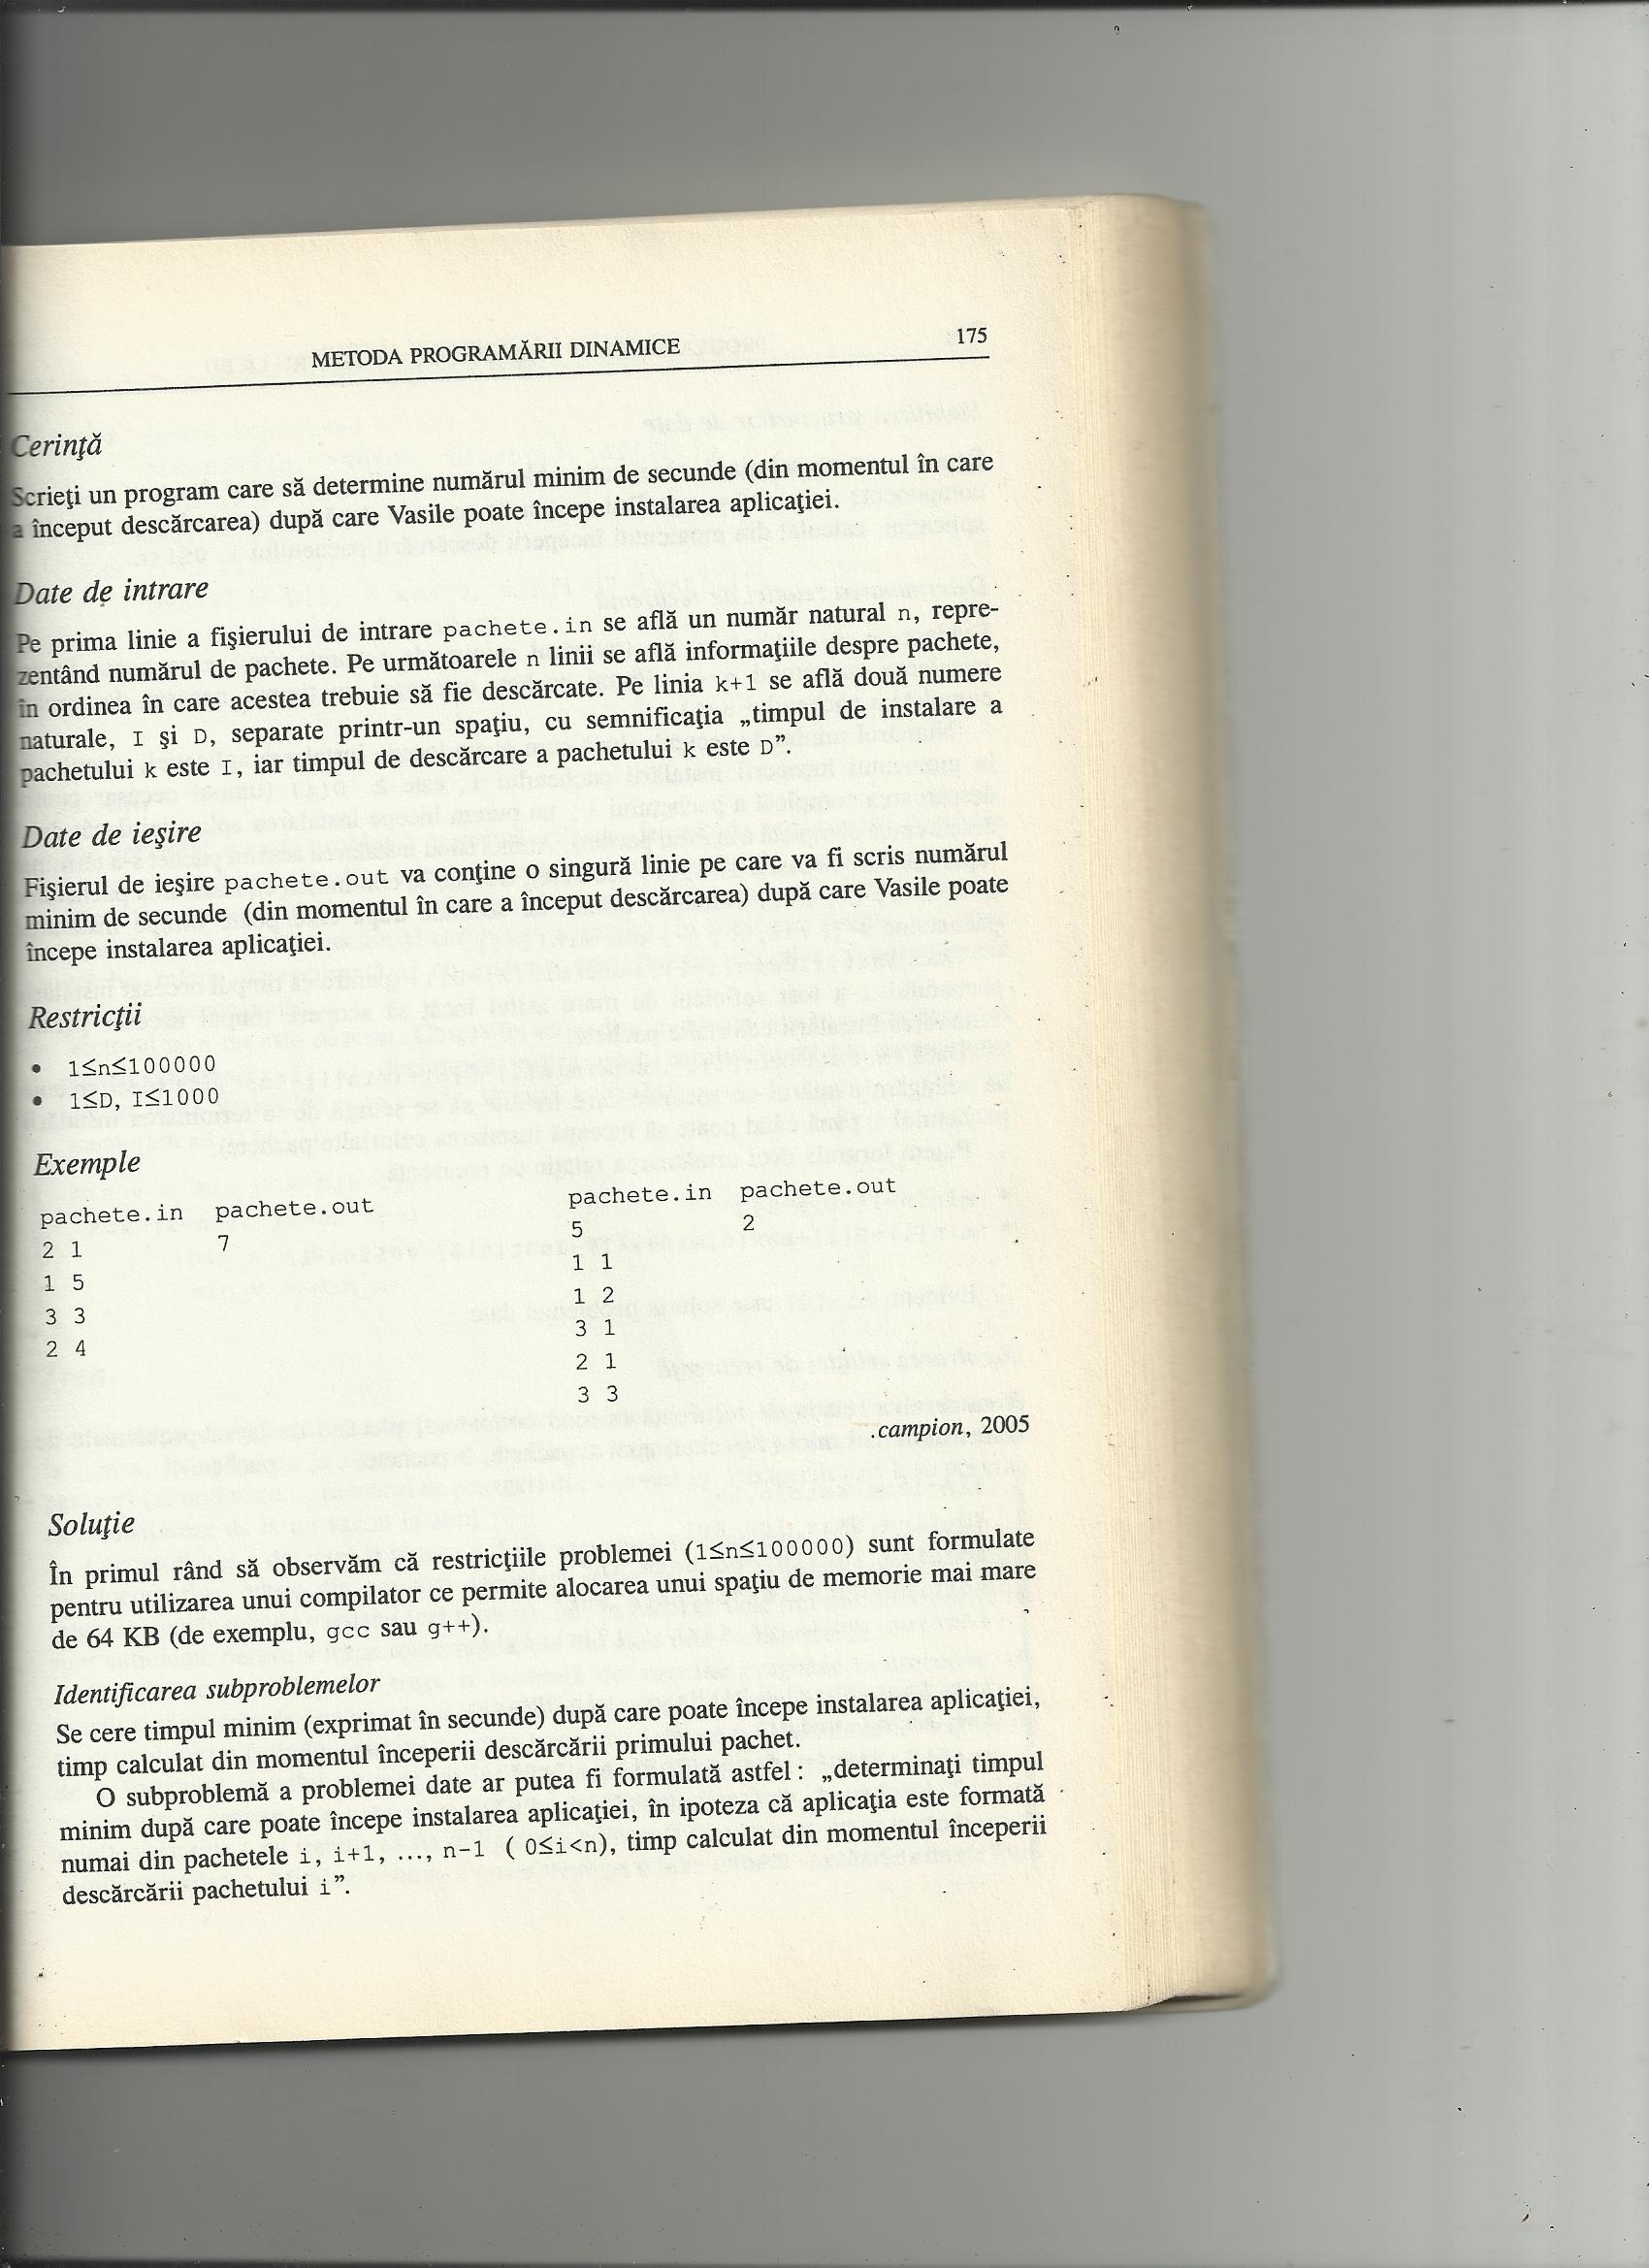 METODA PROGRAMĂRII DINAMICE 175
Cerinţă
Scrieţi un program care să determine numărul minim de secunde (din momentul în care
a început descărcarea) după care Vasile poate începe instalarea aplicaţiei.
Date de intrare
Pe prima linie a fişierului de intrare pachete.in se află un număr natural n, repre-
zentând numărul de pachete. Pe următoarele n linii se află informaţiile despre pachete,
în ordinea în care acestea trebuie să fie descărcate. Pe linia k+1 se află două numere
naturale, I şi D, separate printr-un spaţiu, cu semnificaţia „timpul de instalare a
pachetului k este I, iar timpul de descărcare a pachetului k este D”.
Date de ieşire
Fişierul de ieşire pachete.out va conţine o singură linie pe care va fi scris numărul
minim de secunde (din momentul în care a început descărcarea) după care Vasile poate
începe instalarea aplicaţiei.
Restricţii
• 1≤n≤100000
• 1≤D, I≤1000
Exemple
pachete.in pachete.out pachete.in pachete.out
2 1 7 5 2
1 5 1 1
3 3 1 2
2 4 3 1
2 1
3 3
.campion, 2005
Soluţie
În primul rând să observăm că restricţiile problemei (1≤n≤100000) sunt formulate
pentru utilizarea unui compilator ce permite alocarea unui spaţiu de memorie mai mare
de 64 KB (de exemplu, gcc sau g++).
Identificarea subproblemelor
Se cere timpul minim (exprimat în secunde) după care poate începe instalarea aplicaţiei,
timp calculat din momentul începerii descărcării primului pachet.
O subproblemă a problemei date ar putea fi formulată astfel : „determinaţi timpul
minim după care poate începe instalarea aplicaţiei, în ipoteza că aplicaţia este formată
numai din pachetele i, i+1, ..., n-1 ( 0≤i<n), timp calculat din momentul începerii
descărcării pachetului i”.